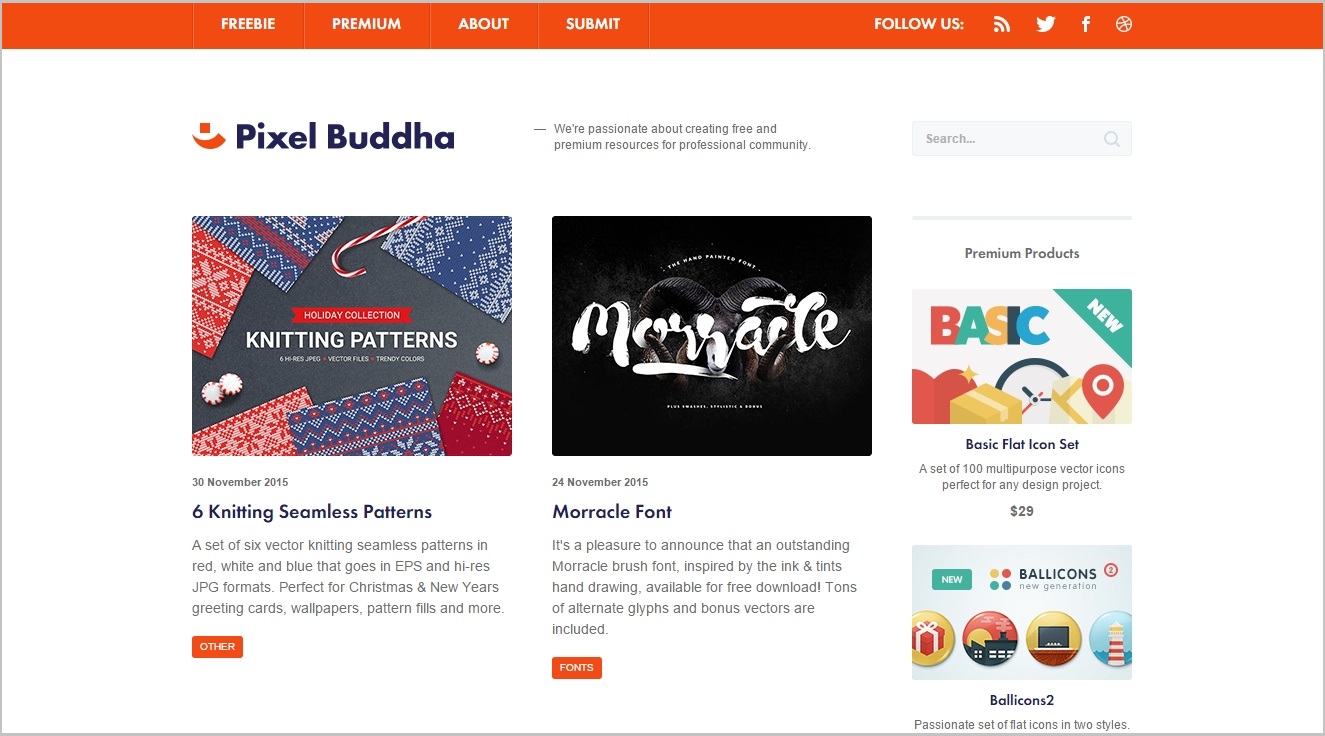 FREEBIE PREMIUM ABOUT SUBMIT FOLLOW US:
Pixel Buddha
— We're passionate about creating free and
premium resources for professional community.
Search...
HOLIDAY COLLECTION
KNITTING PATTERNS
6 HI-RES JPEG • VECTOR FILES • TRENDY COLORS
30 November 2015
6 Knitting Seamless Patterns
A set of six vector knitting seamless patterns in
red, white and blue that goes in EPS and hi-res
JPG formats. Perfect for Christmas & New Years
greeting cards, wallpapers, pattern fills and more.
OTHER
· THE HAND PAINTED FONT ·
Morracle
PLUS SWASHES, STYLISTIC & BONUS
24 November 2015
Morracle Font
It's a pleasure to announce that an outstanding
Morracle brush font, inspired by the ink & tints
hand drawing, available for free download! Tons
of alternate glyphs and bonus vectors are
included.
FONTS
Premium Products
BASIC
NEW
Basic Flat Icon Set
A set of 100 multipurpose vector icons
perfect for any design project.
$29
NEW
BALLICONS 2
new generation
Ballicons2
Passionate set of flat icons in two styles.